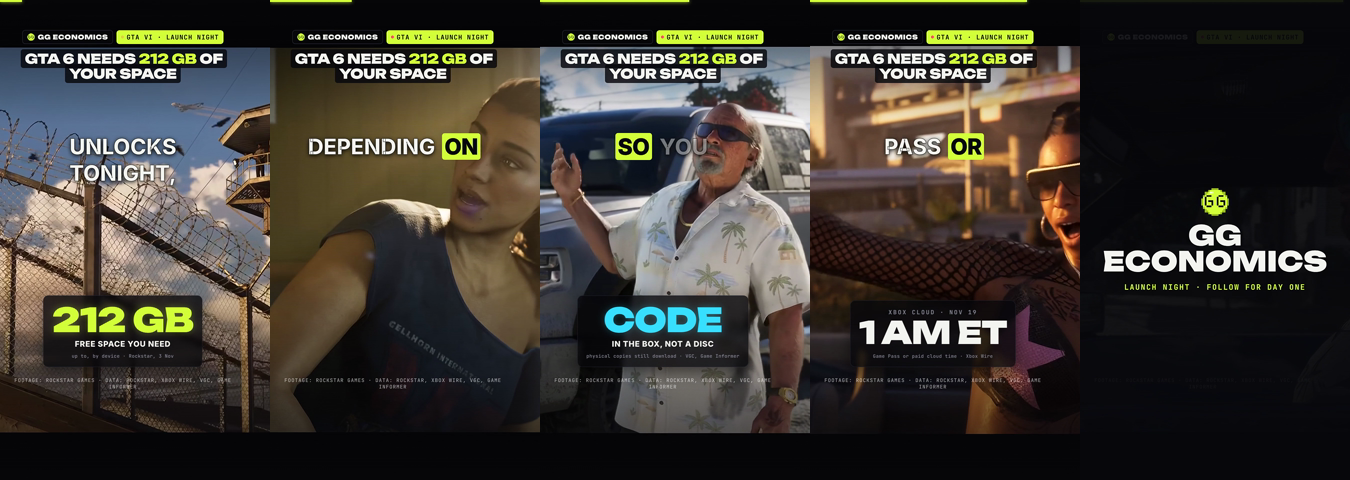 GG ECONOMICS
GTA VI · LAUNCH NIGHT
GTA 6 NEEDS 212 GB OF
YOUR SPACE
UNLOCKS
TONIGHT,
212 GB
FREE SPACE YOU NEED
up to, by device · Rockstar, 3 Nov
FOOTAGE: ROCKSTAR GAMES · DATA: ROCKSTAR, XBOX WIRE, VGC, GAME
INFORMER
GG ECONOMICS
GTA VI · LAUNCH NIGHT
GTA 6 NEEDS 212 GB OF
YOUR SPACE
DEPENDING ON
CELLHORN
FOOTAGE: ROCKSTAR GAMES · DATA: ROCKSTAR, XBOX WIRE, VGC, GAME
INFORMER
GG ECONOMICS
GTA VI · LAUNCH NIGHT
GTA 6 NEEDS 212 GB OF
YOUR SPACE
SO YOU
CODE
IN THE BOX, NOT A DISC
physical copies still download · VGC, Game Informer
FOOTAGE: ROCKSTAR GAMES · DATA: ROCKSTAR, XBOX WIRE, VGC, GAME
INFORMER
GG ECONOMICS
GTA VI · LAUNCH NIGHT
GTA 6 NEEDS 212 GB OF
YOUR SPACE
PASS OR
XBOX CLOUD · NOV 19
1 AM ET
Game Pass or paid cloud time · Xbox Wire
FOOTAGE: ROCKSTAR GAMES · DATA: ROCKSTAR, XBOX WIRE, VGC, GAME
INFORMER
GG ECONOMICS
GTA VI · LAUNCH NIGHT
GG
GG
ECONOMICS
LAUNCH NIGHT · FOLLOW FOR DAY ONE